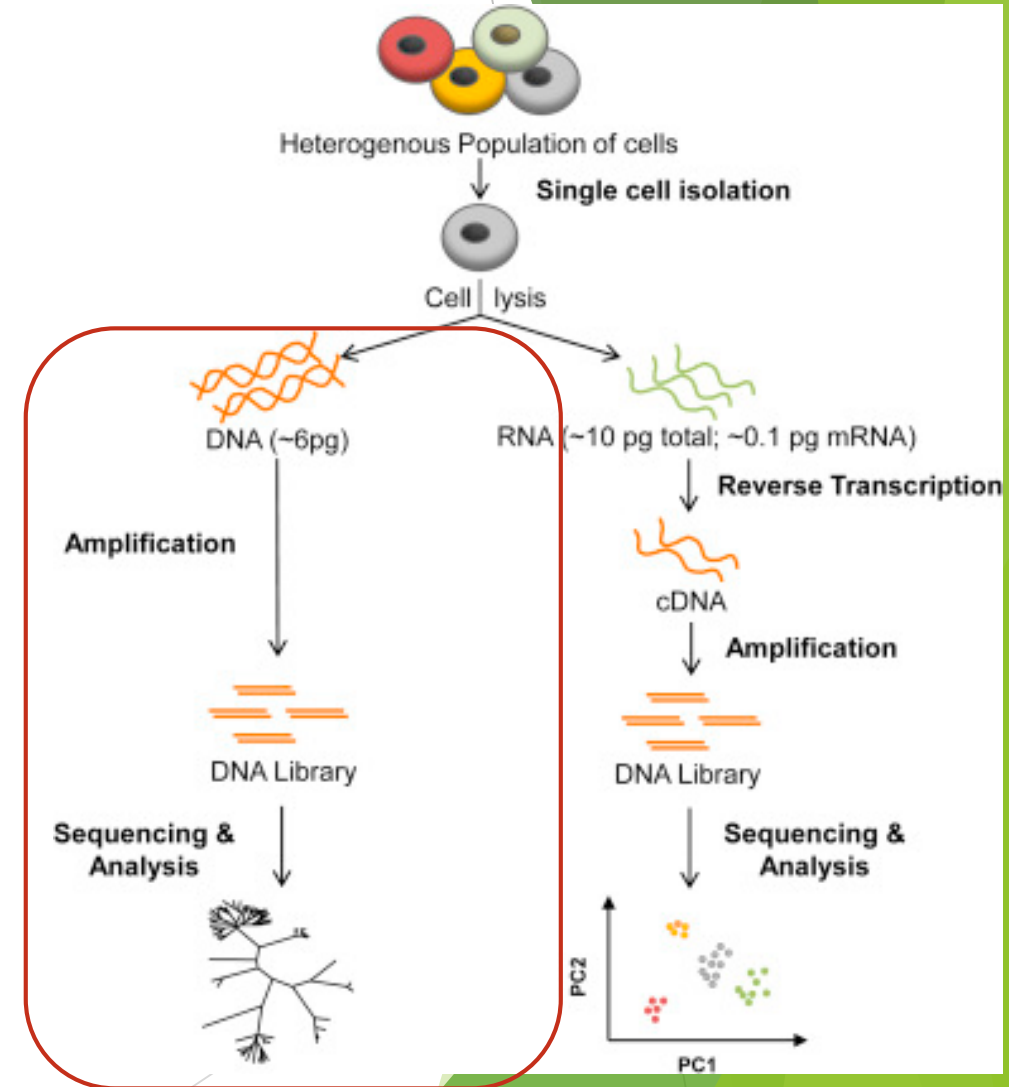 Heterogenous Population of cells
Single cell isolation
Cell lysis
DNA (~6pg)
RNA (~10 pg total; ~0.1 pg mRNA)
Reverse Transcription
Amplification
cDNA
Amplification
DNA Library
DNA Library
Sequencing &
Analysis
Sequencing &
Analysis
PC2
PC1